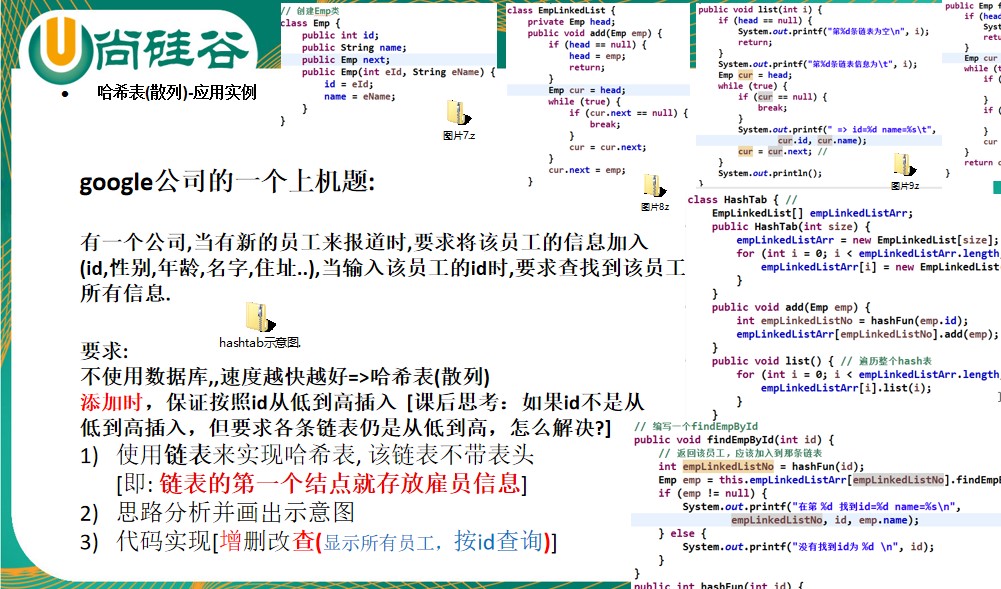 尚硅谷
• 哈希表(散列)-应用实例
google公司的一个上机题:
有一个公司,当有新的员工来报道时,要求将该员工的信息加入
(id,性别,年龄,名字,住址..),当输入该员工的id时,要求查找到该员工
所有信息.
hashtab示意图.
要求:
不使用数据库,,速度越快越好=>哈希表(散列)
添加时，保证按照id从低到高插入 [课后思考：如果id不是从
低到高插入，但要求各条链表仍是从低到高，怎么解决?]
1) 使用链表来实现哈希表, 该链表不带表头
[即: 链表的第一个结点就存放雇员信息]
2) 思路分析并画出示意图
3) 代码实现[增删改查(显示所有员工，按id查询)]
// 创建Emp类
class Emp {
public int id;
public String name;
public Emp next;
public Emp(int eId, String eName) {
id = eId;
name = eName;
}
}
图片7.z
class EmpLinkedList {
private Emp head;
public void add(Emp emp) {
if (head == null) {
head = emp;
return;
}
Emp cur = head;
while (true) {
if (cur.next == null) {
break;
}
cur = cur.next;
}
cur.next = emp;
}
图片8z
public void list(int i) {
if (head == null) {
System.out.printf("第%d条链表为空\n", i);
return;
}
System.out.printf("第%d条链表信息为\t", i);
Emp cur = head;
while (true) {
if (cur == null) {
break;
}
System.out.printf(" => id=%d name=%s\t",
cur.id, cur.name);
cur = cur.next; //
}
System.out.println();
}
图片9z
public Emp f
if (head
Syst
retu
}
Emp cur
while (t
if (
}
if (
}
cur
}
return c
}
class HashTab { //
EmpLinkedList[] empLinkedListArr;
public HashTab(int size) {
empLinkedListArr = new EmpLinkedList[size];
for (int i = 0; i < empLinkedListArr.length;
empLinkedListArr[i] = new EmpLinkedList
}
}
public void add(Emp emp) {
int empLinkedListNo = hashFun(emp.id);
empLinkedListArr[empLinkedListNo].add(emp);
}
public void list() { // 遍历整个hash表
for (int i = 0; i < empLinkedListArr.length;
empLinkedListArr[i].list(i);
}
}
// 编写一个findEmpById
public void findEmpById(int id) {
// 返回该员工，应该加入到那条链表
int empLinkedListNo = hashFun(id);
Emp emp = this.empLinkedListArr[empLinkedListNo].findEmp
if (emp != null) {
System.out.printf("在第 %d 找到id=%d name=%s\n",
empLinkedListNo, id, emp.name);
} else {
System.out.printf("没有找到id为 %d \n", id);
}
}
public int hashFun(int id) {